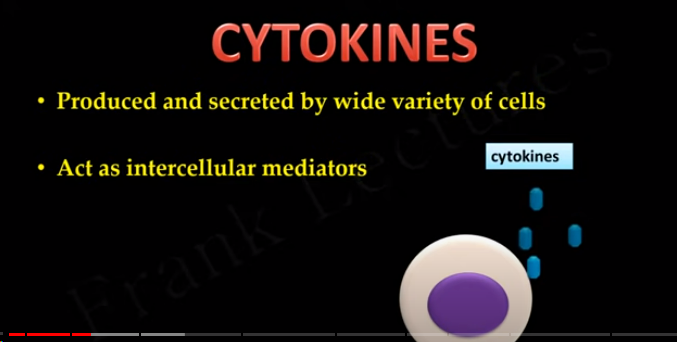 CYTOKINES
• Produced and secreted by wide variety of cells
• Act as intercellular mediators
cytokines
Frank Lectures